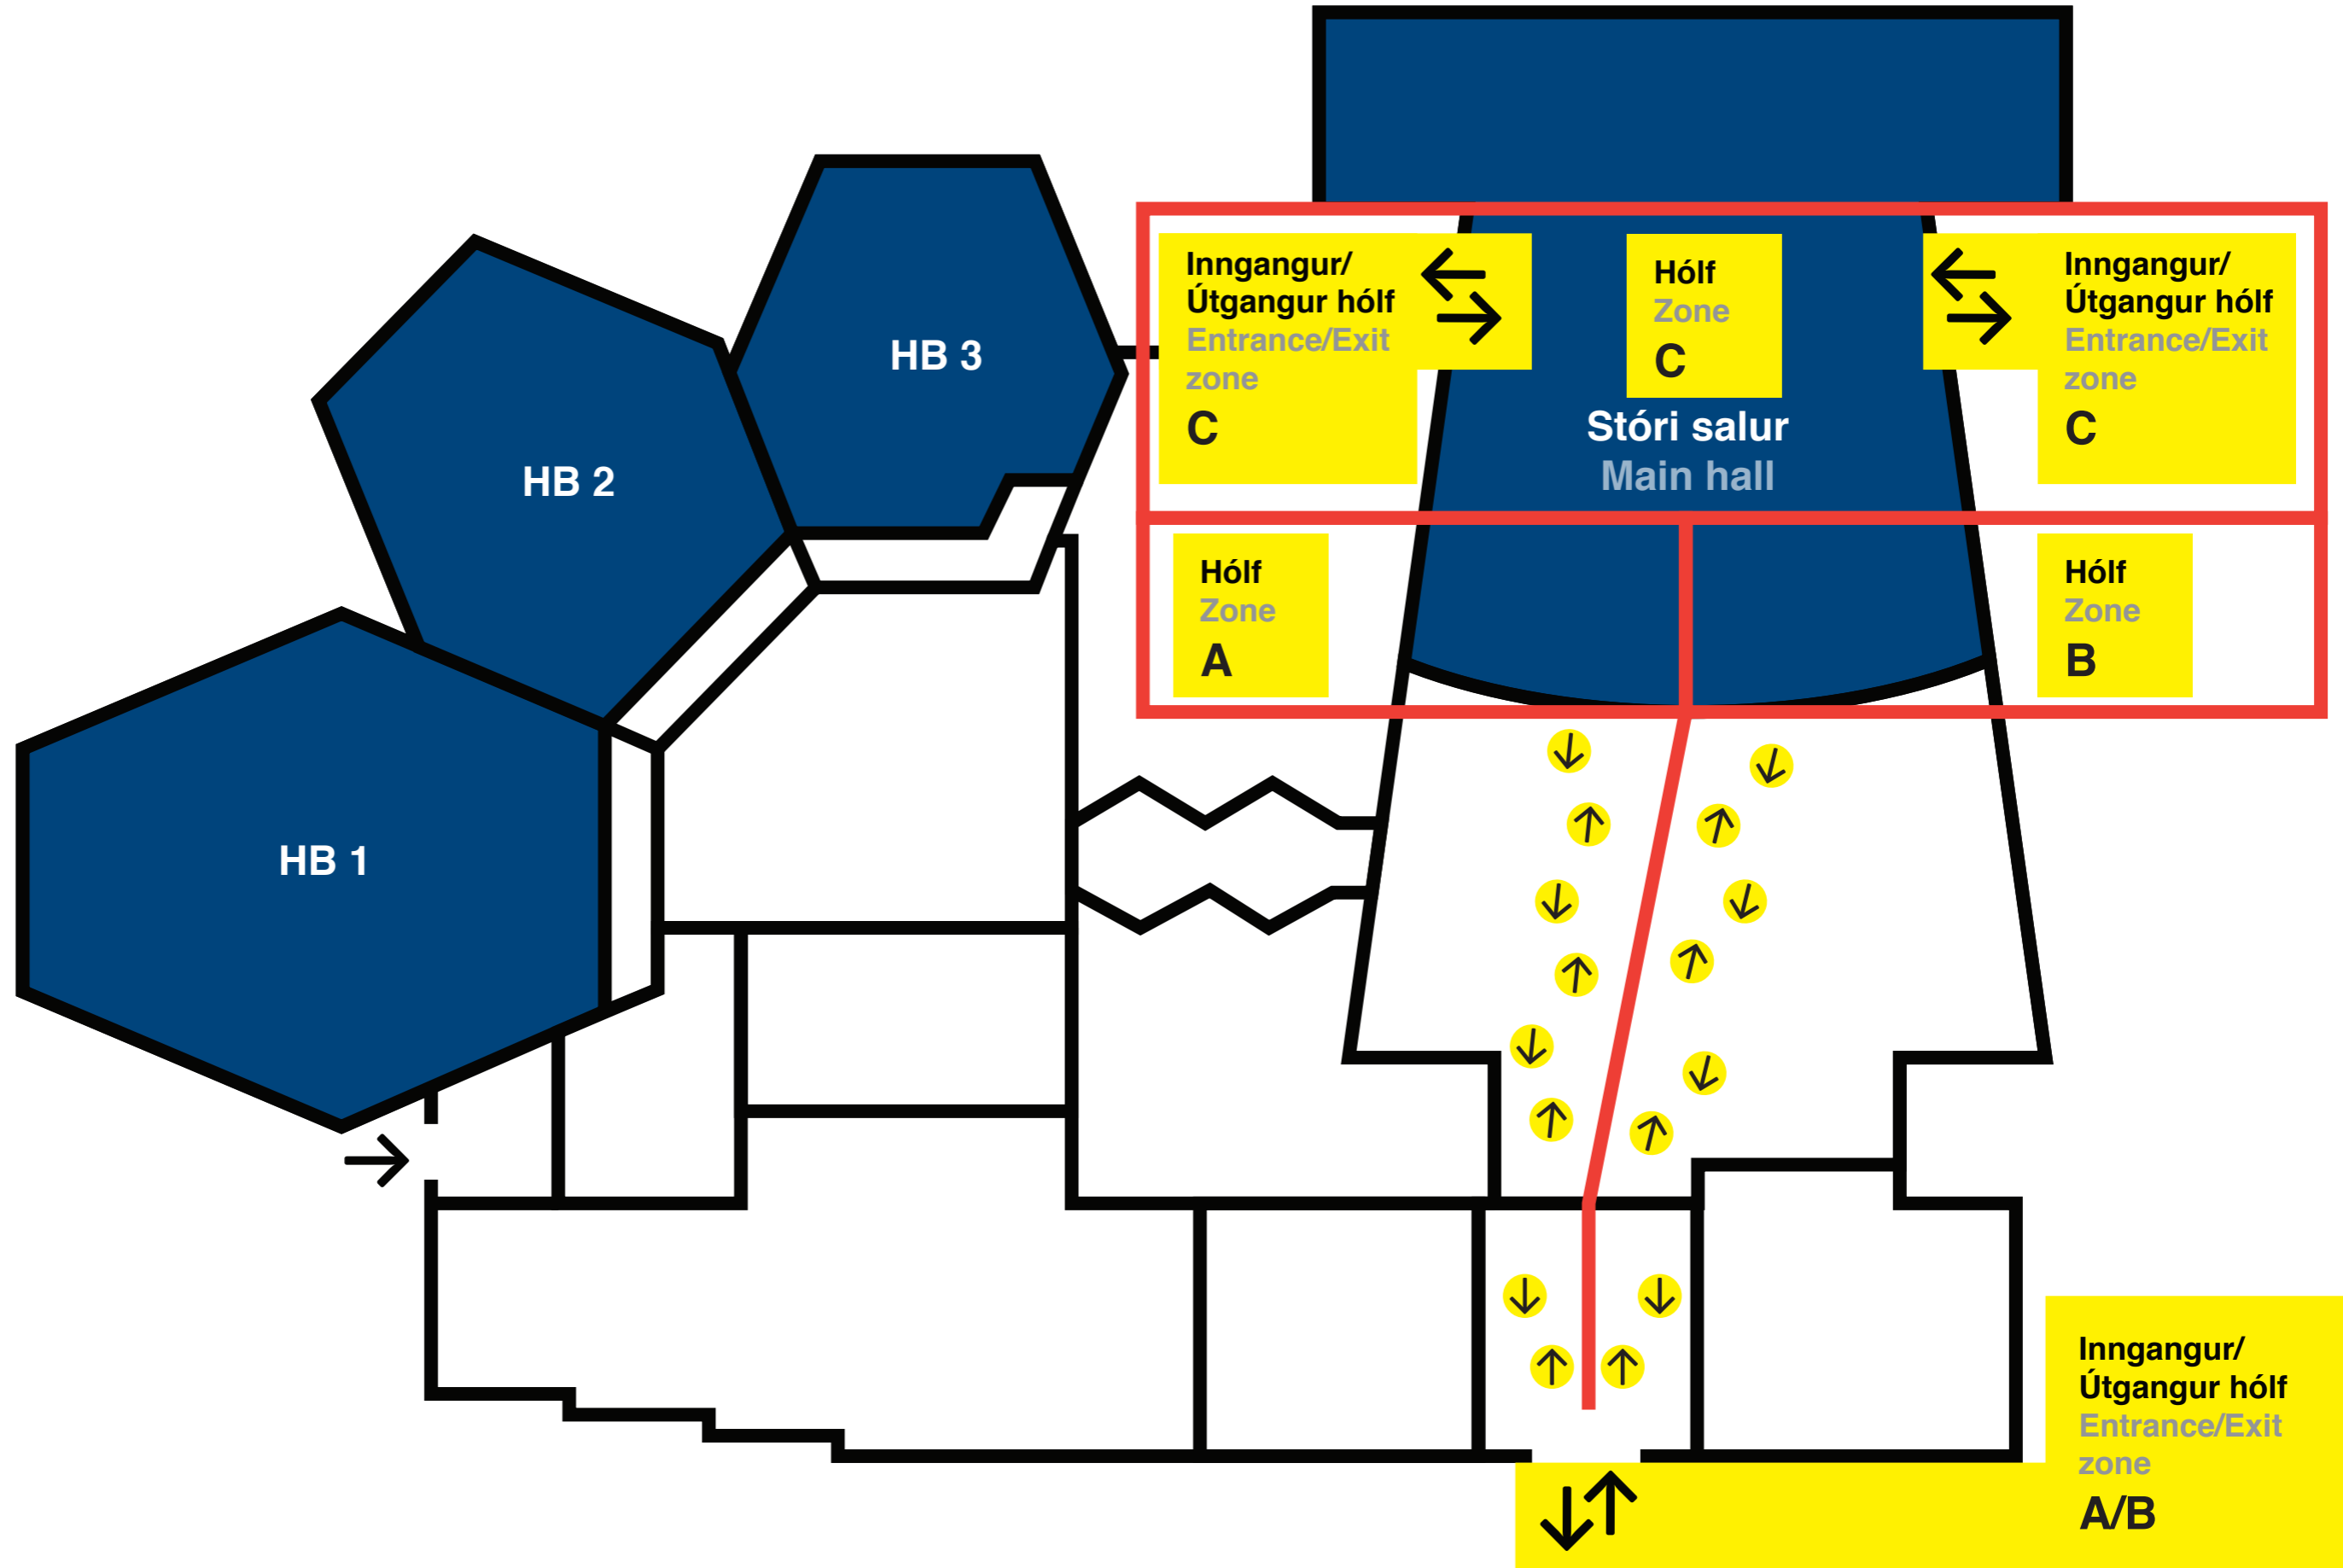 Inngangur/
Útgangur hólf
Entrance/Exit
zone
C
Hólf
Zone
C
Inngangur/
Útgangur hólf
Entrance/Exit
zone
C
HB 3
Stóri salur
Main hall
HB 2
Hólf
Zone
A
Hólf
Zone
B
HB 1
Inngangur/
Útgangur hólf
Entrance/Exit
zone
A/B